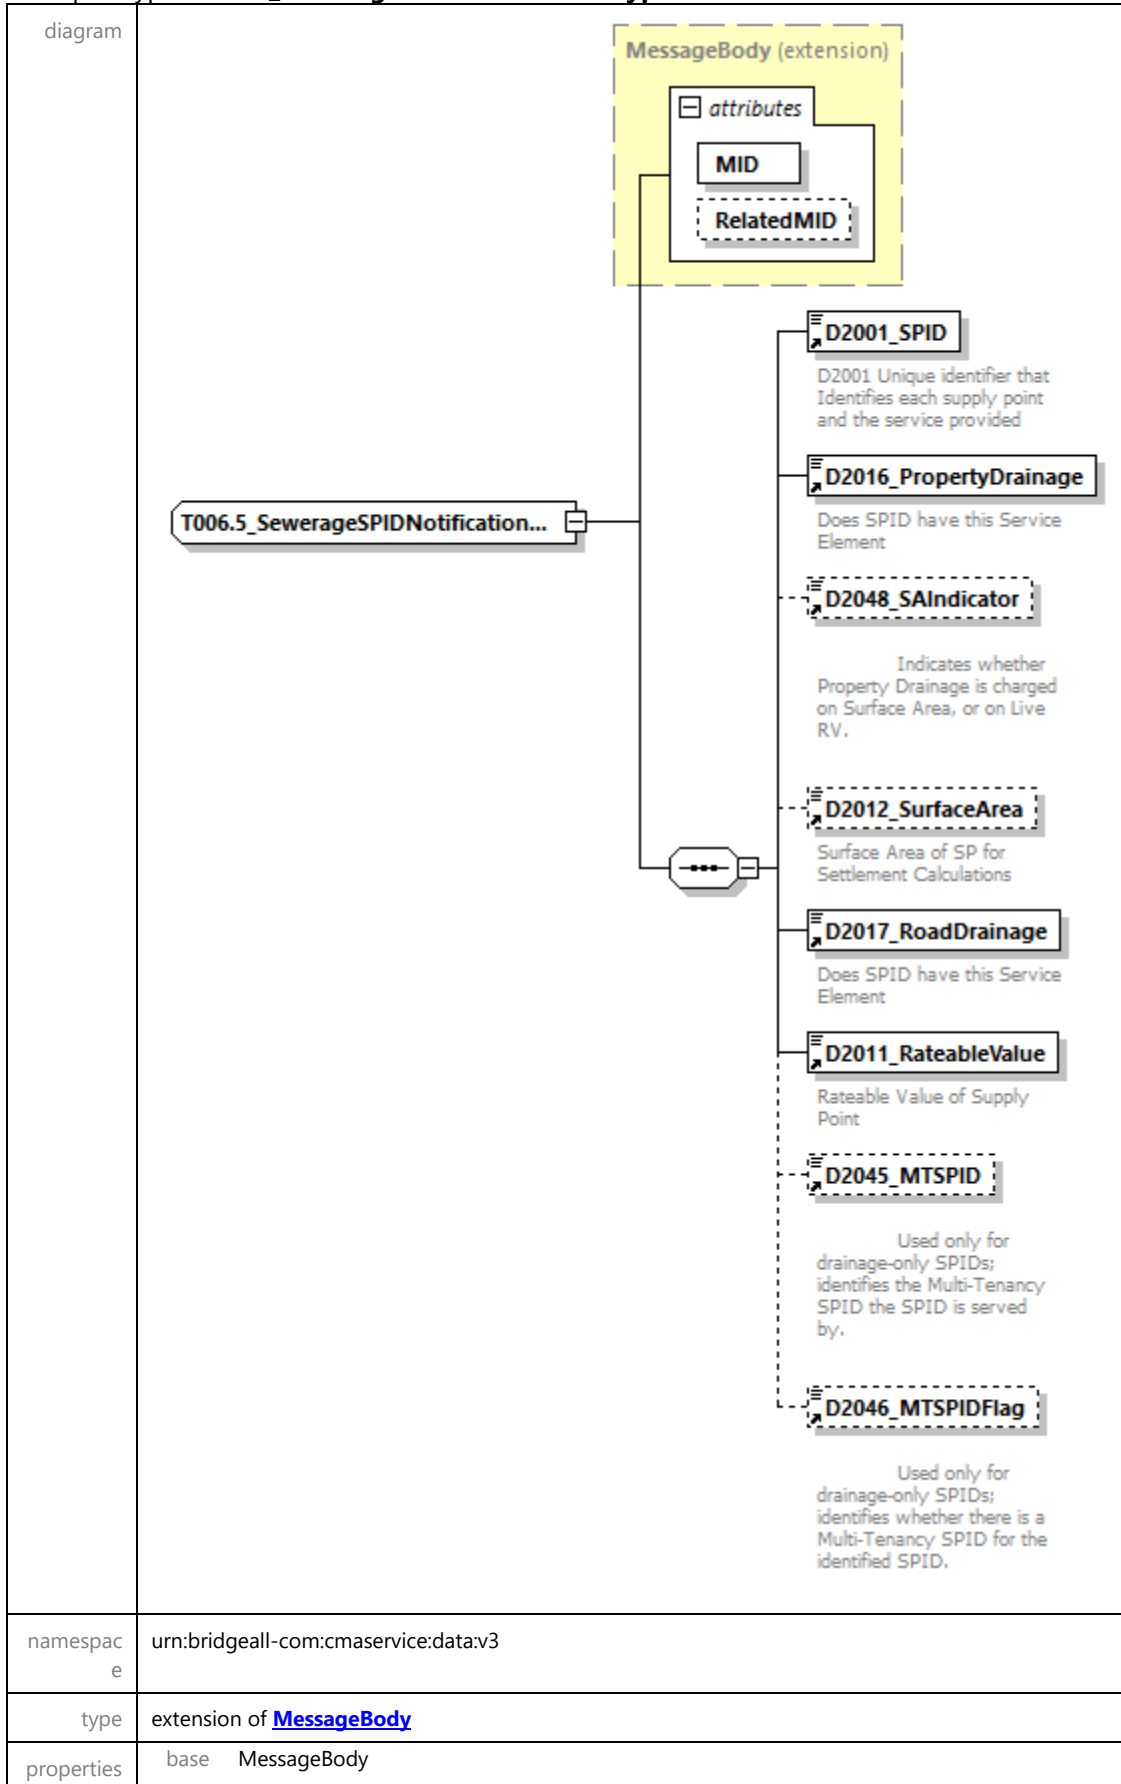 diagram
MessageBody (extension)
attributes
MID
RelatedMID
D2001_SPID
D2001 Unique identifier that
Identifies each supply point
and the service provided
D2016_PropertyDrainage
Does SPID have this Service
Element
T006.5_SewerageSPIDNotification...
D2048_SAIndicator
Indicates whether
Property Drainage is charged
on Surface Area, or on Live
RV.
D2012_SurfaceArea
Surface Area of SP for
Settlement Calculations
D2017_RoadDrainage
Does SPID have this Service
Element
D2011_RateableValue
Rateable Value of Supply
Point
D2045_MTSPID
Used only for
drainage-only SPIDs;
identifies the Multi-Tenancy
SPID the SPID is served
by.
D2046_MTSPIDFlag
Used only for
drainage-only SPIDs;
identifies whether there is a
Multi-Tenancy SPID for the
identified SPID.
namespac
e
urn:bridgeall-com:cmaservice:data:v3
type
extension of MessageBody
properties
base MessageBody